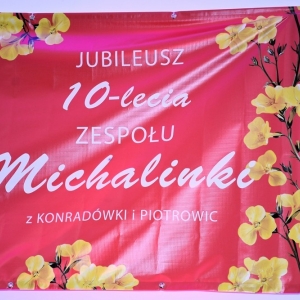 JUBILEUSZ
10-lecia
ZESPOŁU
Michalinki
z KONRADÓWKI i PIOTROWIC